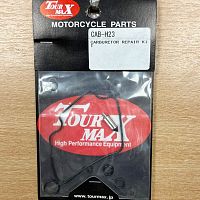 TOUR MAX
MOTORCYCLE PARTS
CAB-H23
CARBURETOR REPAIR KI
TOUR
MAX
High Performance Equipment
www.tourmax.jp